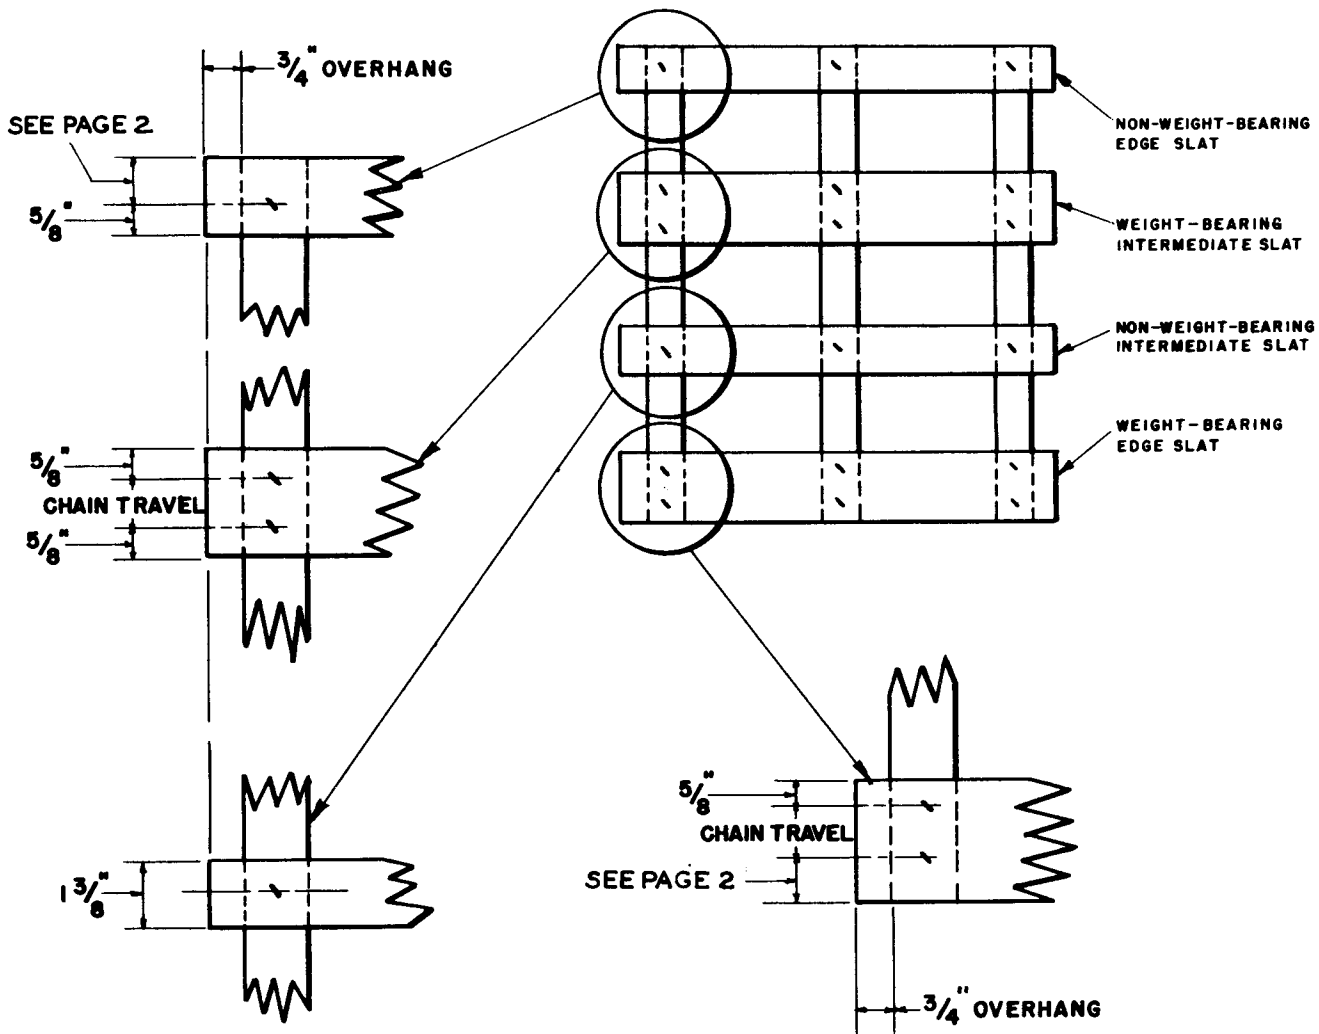 3/4" OVERHANG
SEE PAGE 2
5/8"
NON-WEIGHT-BEARING
EDGE SLAT
WEIGHT-BEARING
INTERMEDIATE SLAT
NON-WEIGHT-BEARING
INTERMEDIATE SLAT
WEIGHT-BEARING
EDGE SLAT
5/8"
CHAIN TRAVEL
5/8"
1 3/8"
5/8"
CHAIN TRAVEL
SEE PAGE 2
3/4" OVERHANG